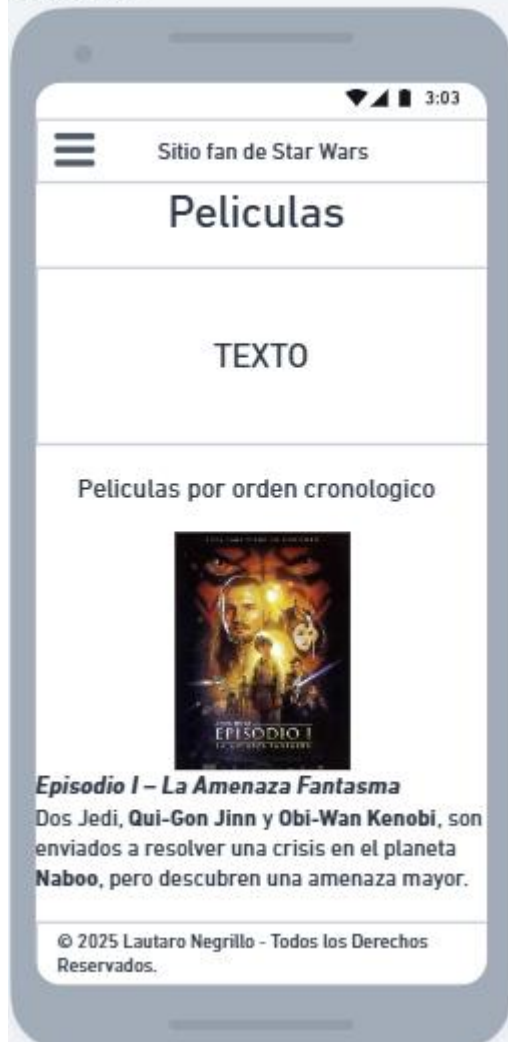 3:03
Sitio fan de Star Wars
Peliculas
TEXTO
Peliculas por orden cronologico
EPISODIO I
Episodio I – La Amenaza Fantasma
Dos Jedi, Qui-Gon Jinn y Obi-Wan Kenobi, son
enviados a resolver una crisis en el planeta
Naboo, pero descubren una amenaza mayor.
© 2025 Lautaro Negrillo - Todos los Derechos
Reservados.